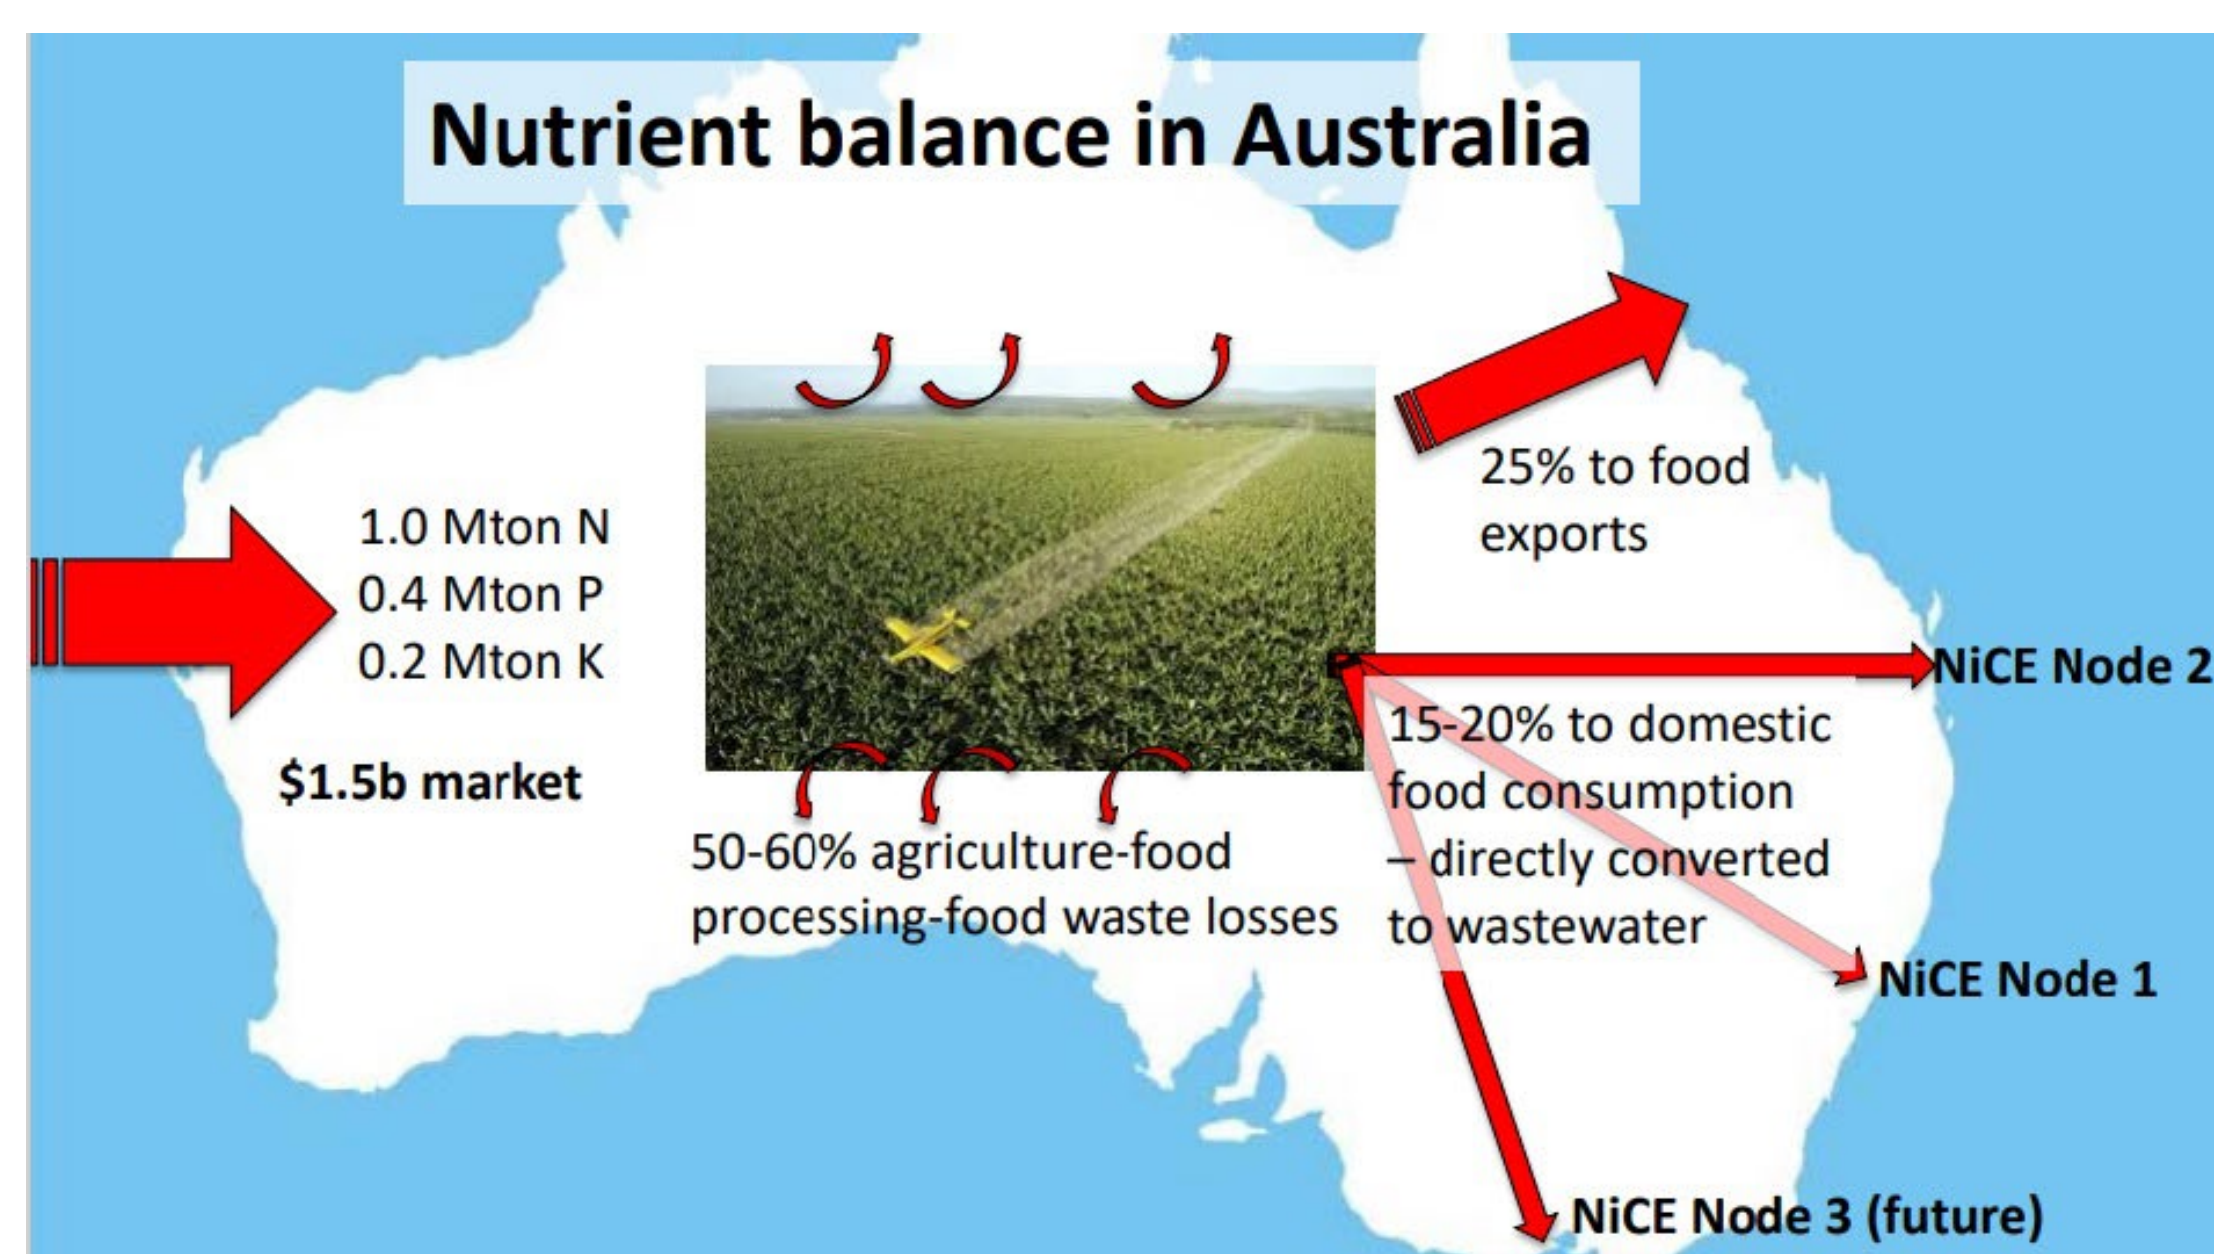 Nutrient balance in Australia
1.0 Mton N
0.4 Mton P
0.2 Mton K
$1.5b market
25% to food
exports
NiCE Node 2
15-20% to domestic
food consumption
– directly converted
to wastewater
50-60% agriculture-food
processing-food waste losses
NiCE Node 1
NiCE Node 3 (future)